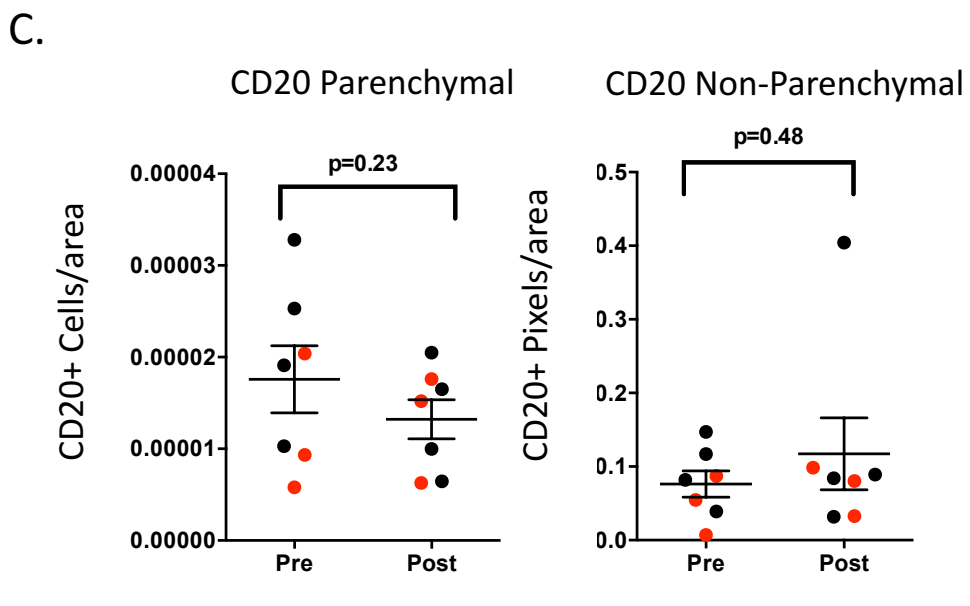 C.
CD20 Parenchymal
CD20+ Cells/area
p=0.23
0.00004
0.00003
0.00002
0.00001
0.00000
Pre Post
CD20 Non-Parenchymal
CD20+ Pixels/area
p=0.48
0.5
0.4
0.3
0.2
0.1
0.0
Pre Post